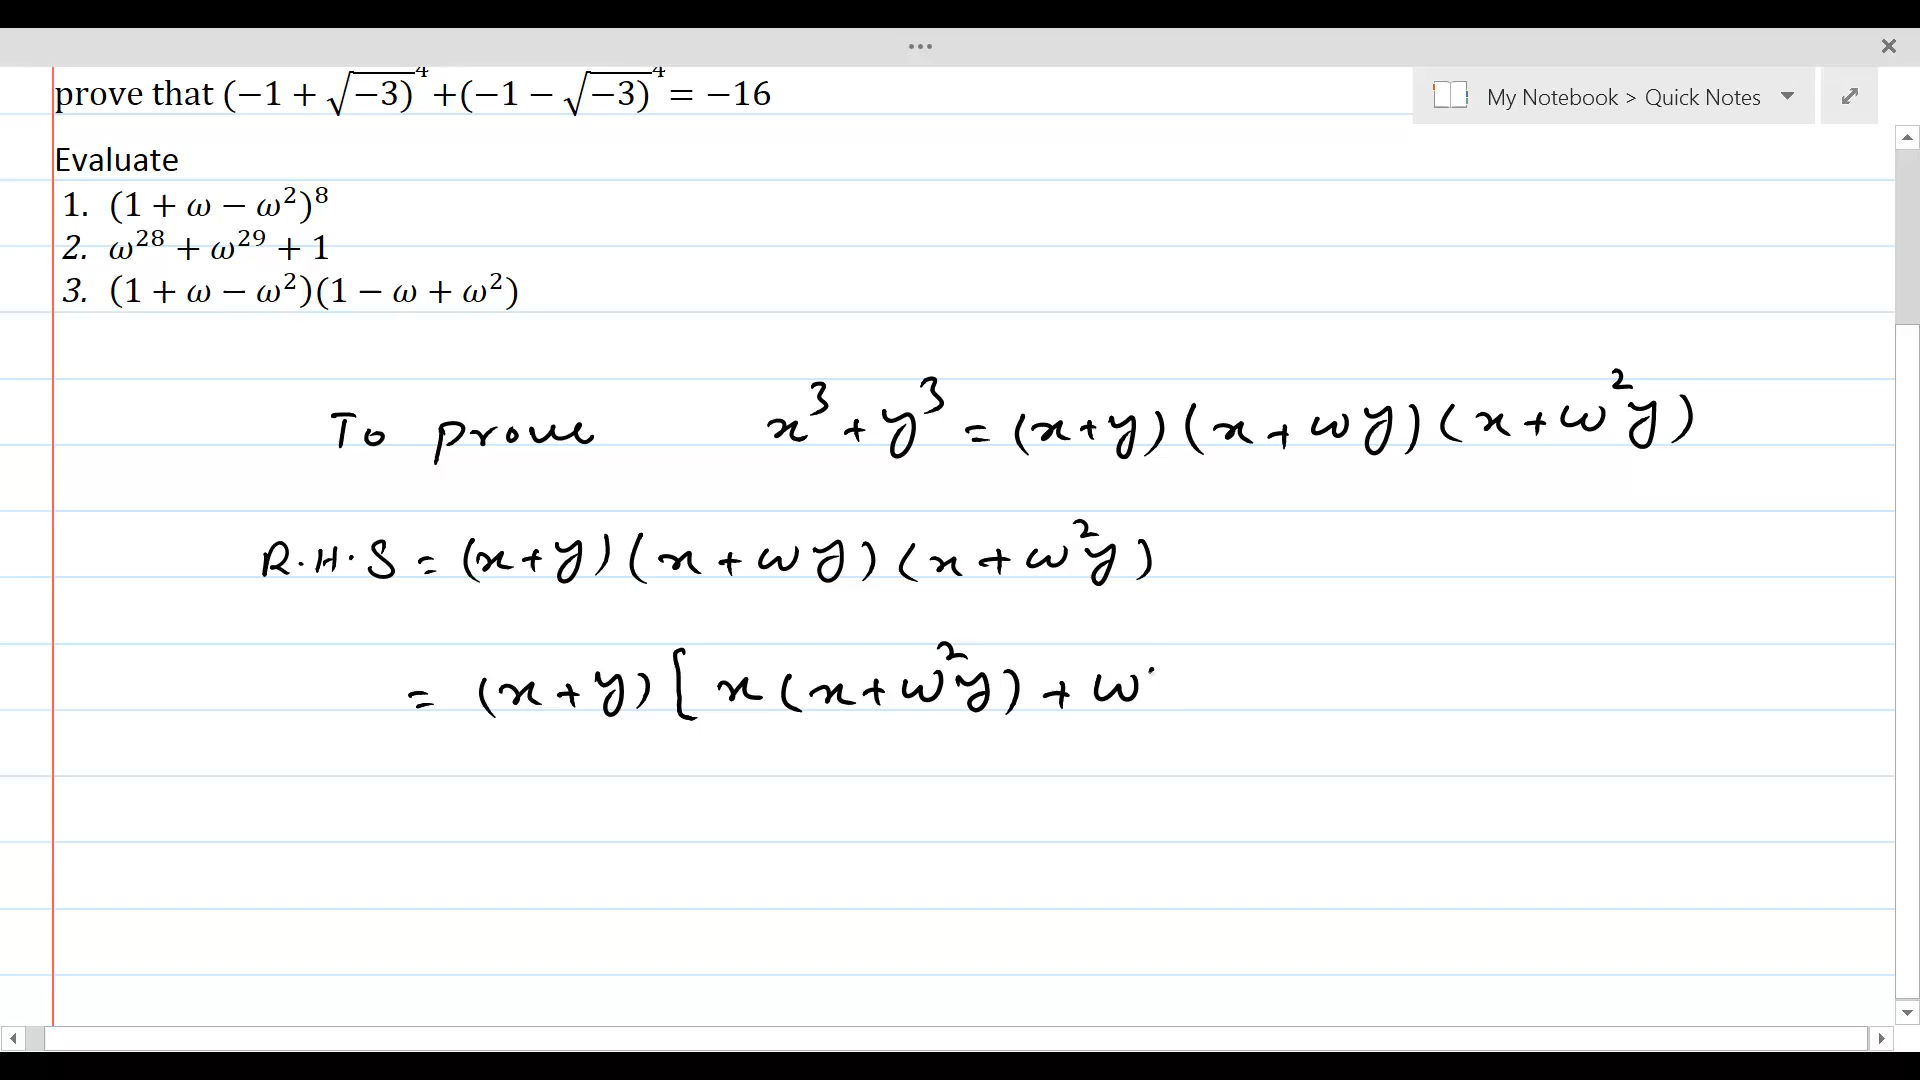 prove that (−1 + √−3)⁴+(−1 − √−3)⁴ = −16
My Notebook > Quick Notes
Evaluate
1. (1 + ω − ω²)⁸
2. ω²⁸ + ω²⁹ + 1
3. (1 + ω − ω²)(1 − ω + ω²)
To prove x³ + y³ = (x+y)(x + ωy)(x + ω²y)
R.H.S = (x+y)(x + ωy)(x + ω²y)
= (x+y)[x(x+ω²y) + ω